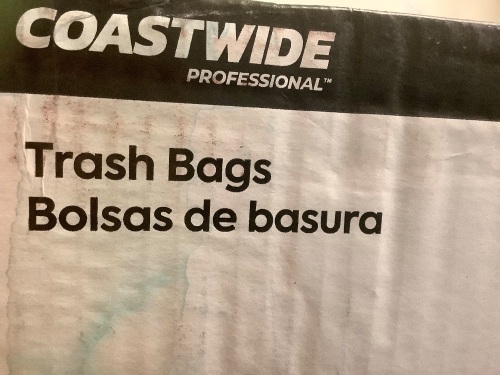 COASTWIDE
PROFESSIONAL™
Trash Bags
Bolsas de basura